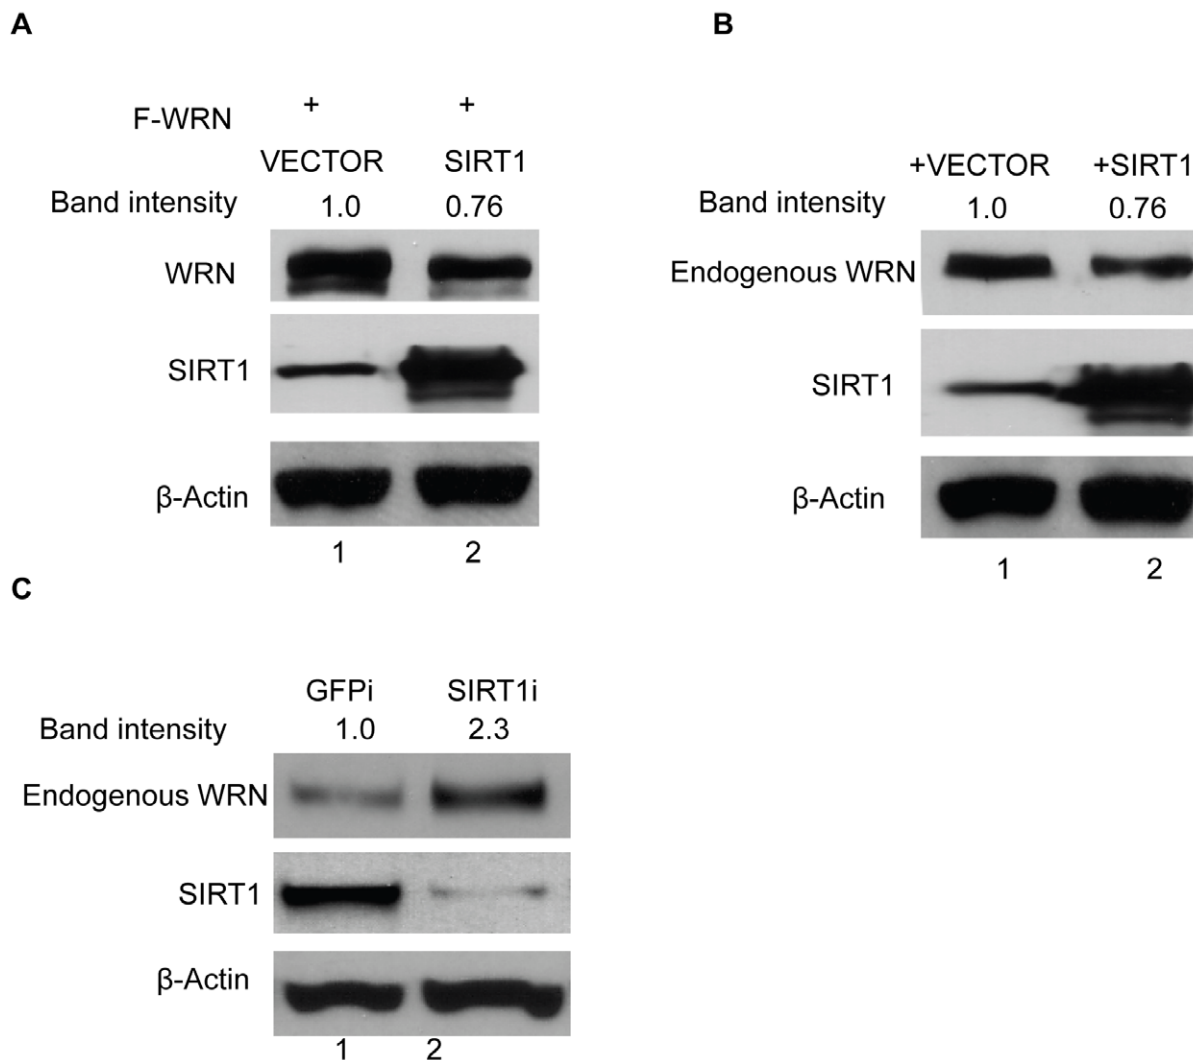 A
F-WRN + +
VECTOR SIRT1
Band intensity 1.0 0.76
WRN
SIRT1
β-Actin
1 2
B
+VECTOR +SIRT1
Band intensity 1.0 0.76
Endogenous WRN
SIRT1
β-Actin
1 2
C
GFPi SIRT1i
Band intensity 1.0 2.3
Endogenous WRN
SIRT1
β-Actin
1 2